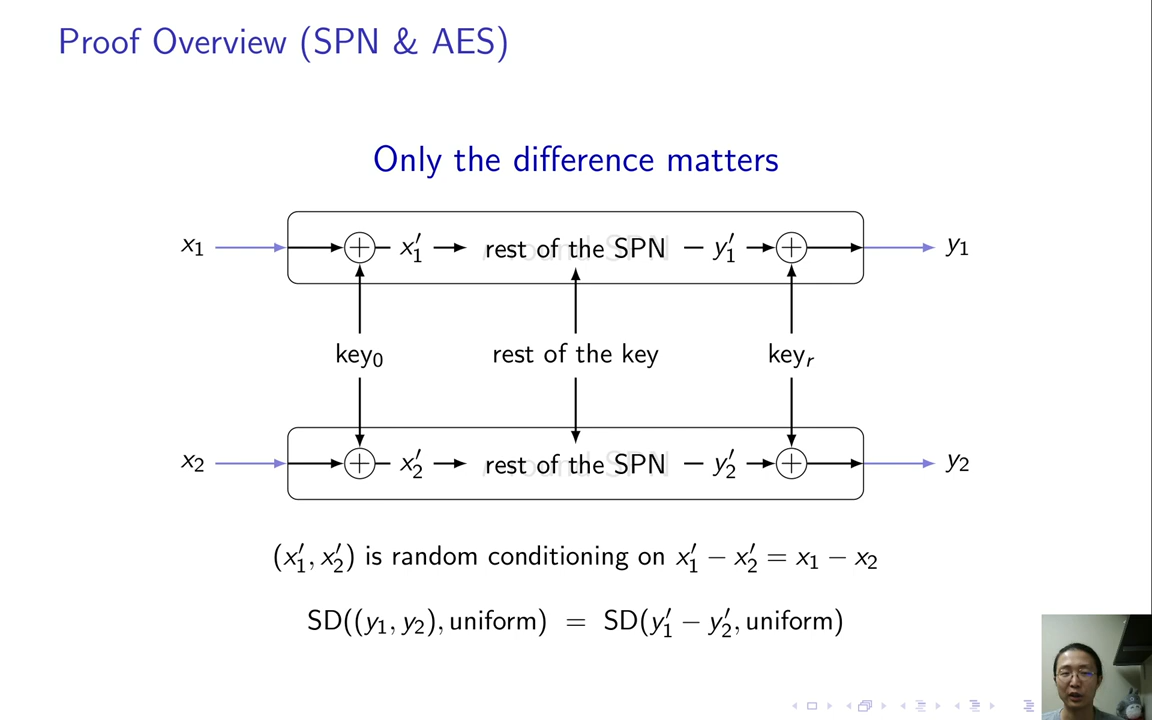 Proof Overview (SPN & AES)
Only the difference matters
x₁ x′₁ rest of the SPN y′₁ y₁
key₀ rest of the key keyᵣ
x₂ x′₂ rest of the SPN y′₂ y₂
(x′₁, x′₂) is random conditioning on x′₁ − x′₂ = x₁ − x₂
SD((y₁, y₂), uniform) = SD(y′₁ − y′₂, uniform)